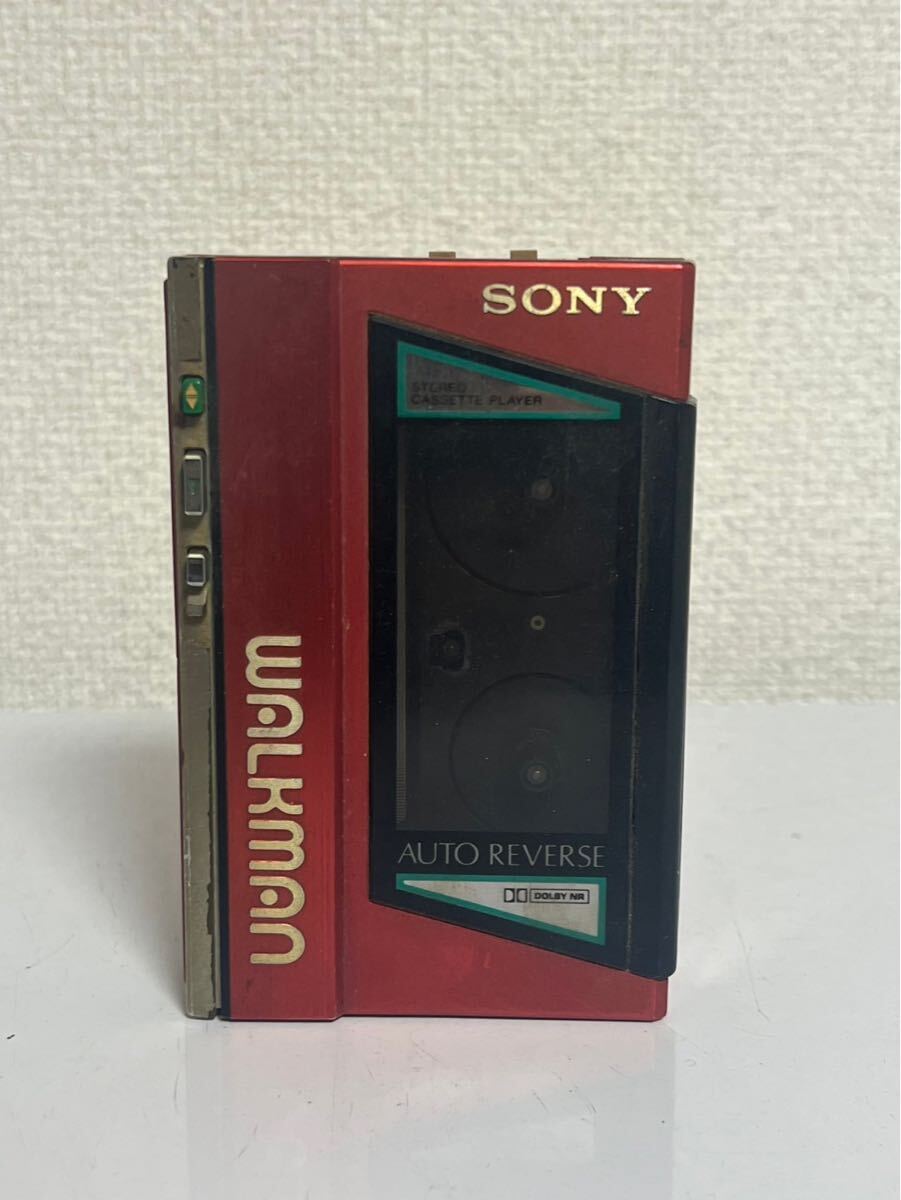 SONY
STEREO
CASSETTE PLAYER
WALKMAN
AUTO REVERSE
DOLBY NR